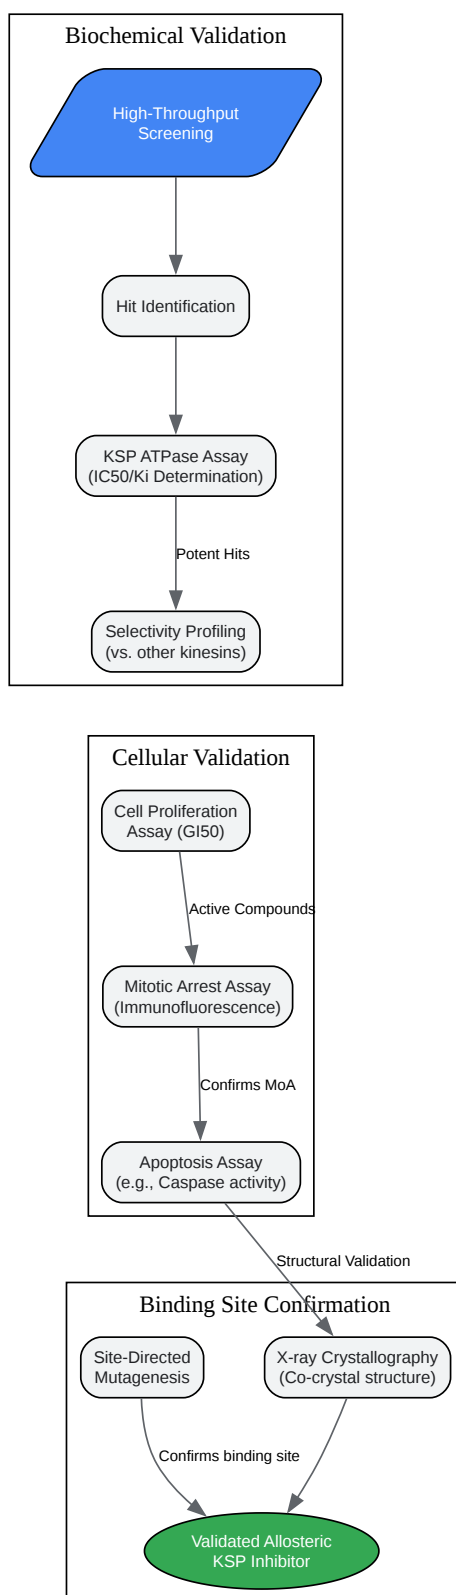 Biochemical Validation
High-Throughput
Screening
Hit Identification
KSP ATPase Assay
(IC50/Ki Determination)
Potent Hits
Selectivity Profiling
(vs. other kinesins)
Cellular Validation
Cell Proliferation
Assay (GI50)
Active Compounds
Mitotic Arrest Assay
(Immunofluorescence)
Confirms MoA
Apoptosis Assay
(e.g., Caspase activity)
Structural Validation
Binding Site Confirmation
Site-Directed
Mutagenesis
X-ray Crystallography
(Co-crystal structure)
Confirms binding site
Validated Allosteric
KSP Inhibitor